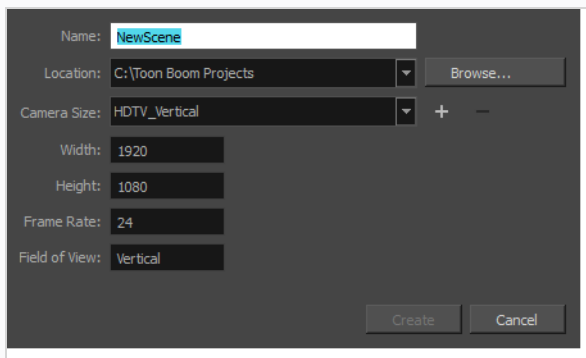 Name: NewScene
Location: C:\Toon Boom Projects Browse...
Camera Size: HDTV_Vertical + −
Width: 1920
Height: 1080
Frame Rate: 24
Field of View: Vertical
Create Cancel